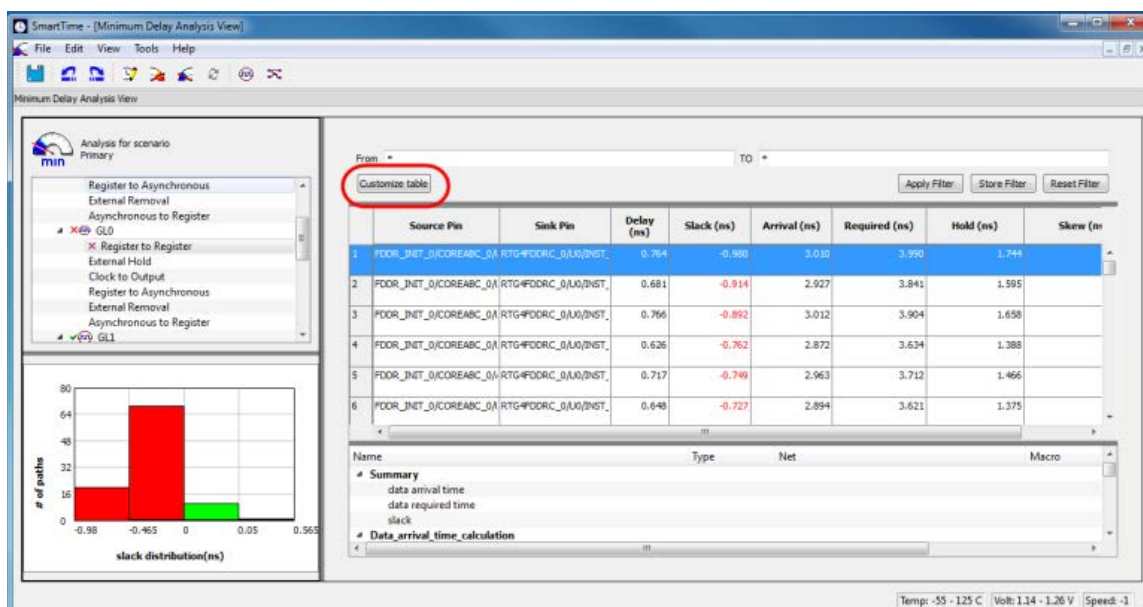 SmartTime - [Minimum Delay Analysis View]
File Edit View Tools Help
Minimum Delay Analysis View
min
Analysis for scenario
Primary
Register to Asynchronous
External Removal
Asynchronous to Register
GL0
Register to Register
External Hold
Clock to Output
Register to Asynchronous
External Removal
Asynchronous to Register
GL1
# of paths
80
64
48
32
16
0
-0.98 -0.465 0 0.05 0.565
slack distribution(ns)
From * TO *
Customize table Apply Filter Store Filter Reset Filter
Source Pin Sink Pin Delay (ns) Slack (ns) Arrival (ns) Required (ns) Hold (ns) Skew (ns
1 FDDR_INIT_0/COREABC_0/ RTG4FDDRC_0/U0/INST_ 0.764 -0.980 3.010 3.990 1.744
2 FDDR_INIT_0/COREABC_0/ RTG4FDDRC_0/U0/INST_ 0.681 -0.914 2.927 3.841 1.595
3 FDDR_INIT_0/COREABC_0/ RTG4FDDRC_0/U0/INST_ 0.766 -0.892 3.012 3.904 1.658
4 FDDR_INIT_0/COREABC_0/ RTG4FDDRC_0/U0/INST_ 0.626 -0.762 2.872 3.634 1.388
5 FDDR_INIT_0/COREABC_0/ RTG4FDDRC_0/U0/INST_ 0.717 -0.749 2.963 3.712 1.466
6 FDDR_INIT_0/COREABC_0/ RTG4FDDRC_0/U0/INST_ 0.648 -0.727 2.894 3.621 1.375
Name Type Net Macro
Summary
data arrival time
data required time
slack
Data_arrival_time_calculation
Temp: -55 - 125 C Volt: 1.14 - 1.26 V Speed: -1